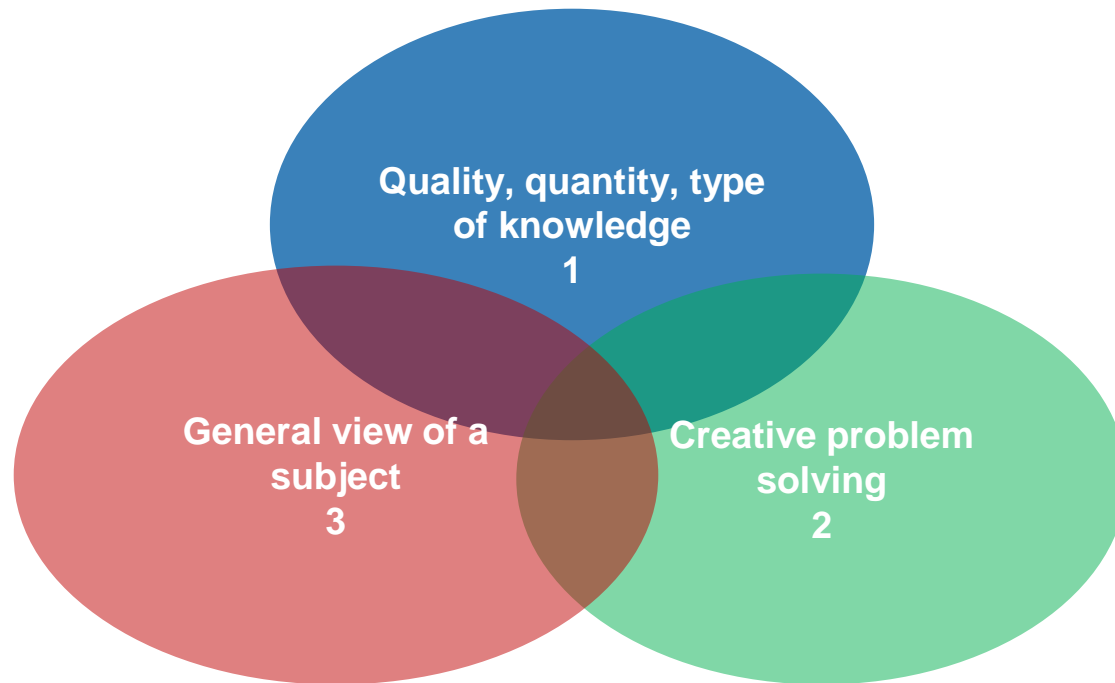 Quality, quantity, type
of knowledge
1
General view of a
subject
3
Creative problem
solving
2